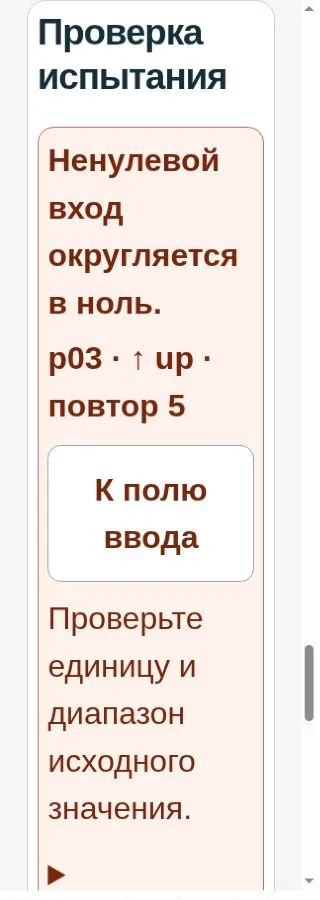 Проверка
испытания
Ненулевой
вход
округляется
в ноль.
p03 · ↑ up ·
повтор 5
К полю
ввода
Проверьте
единицу и
диапазон
исходного
значения.